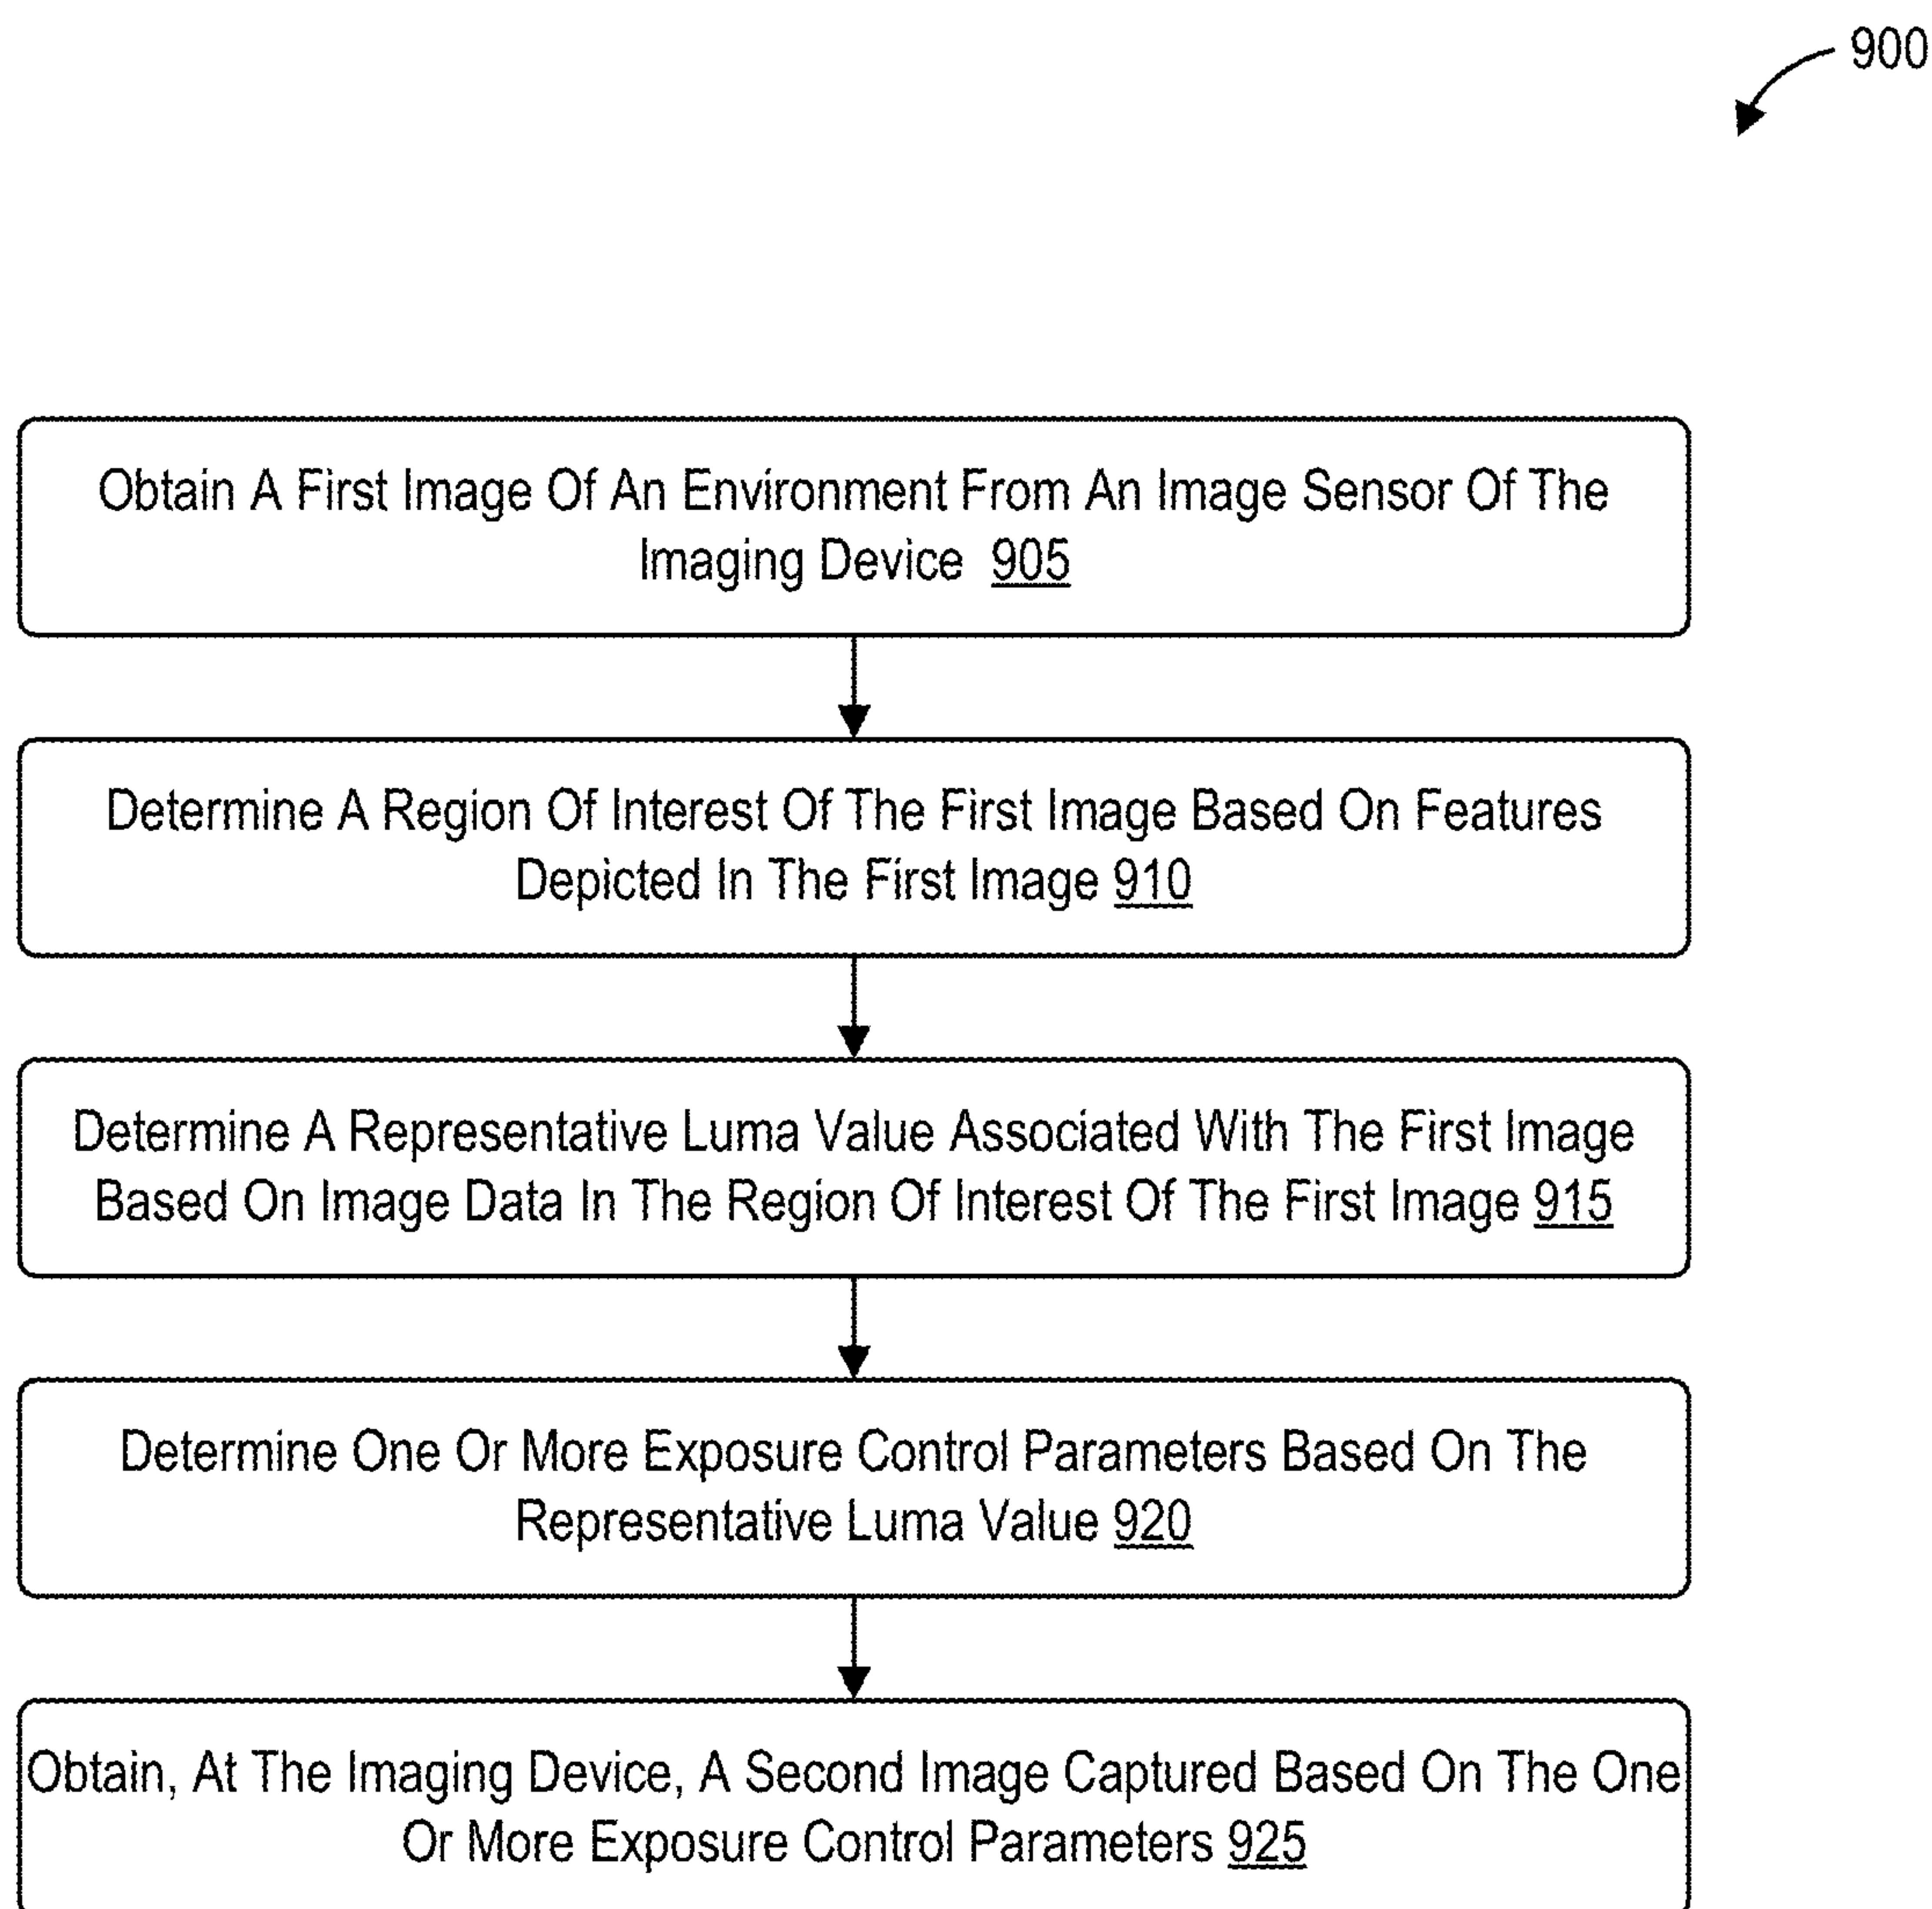 900
Obtain A First Image Of An Environment From An Image Sensor Of The
Imaging Device 905
Determine A Region Of Interest Of The First Image Based On Features
Depicted In The First Image 910
Determine A Representative Luma Value Associated With The First Image
Based On Image Data In The Region Of Interest Of The First Image 915
Determine One Or More Exposure Control Parameters Based On The
Representative Luma Value 920
Obtain, At The Imaging Device, A Second Image Captured Based On The One
Or More Exposure Control Parameters 925